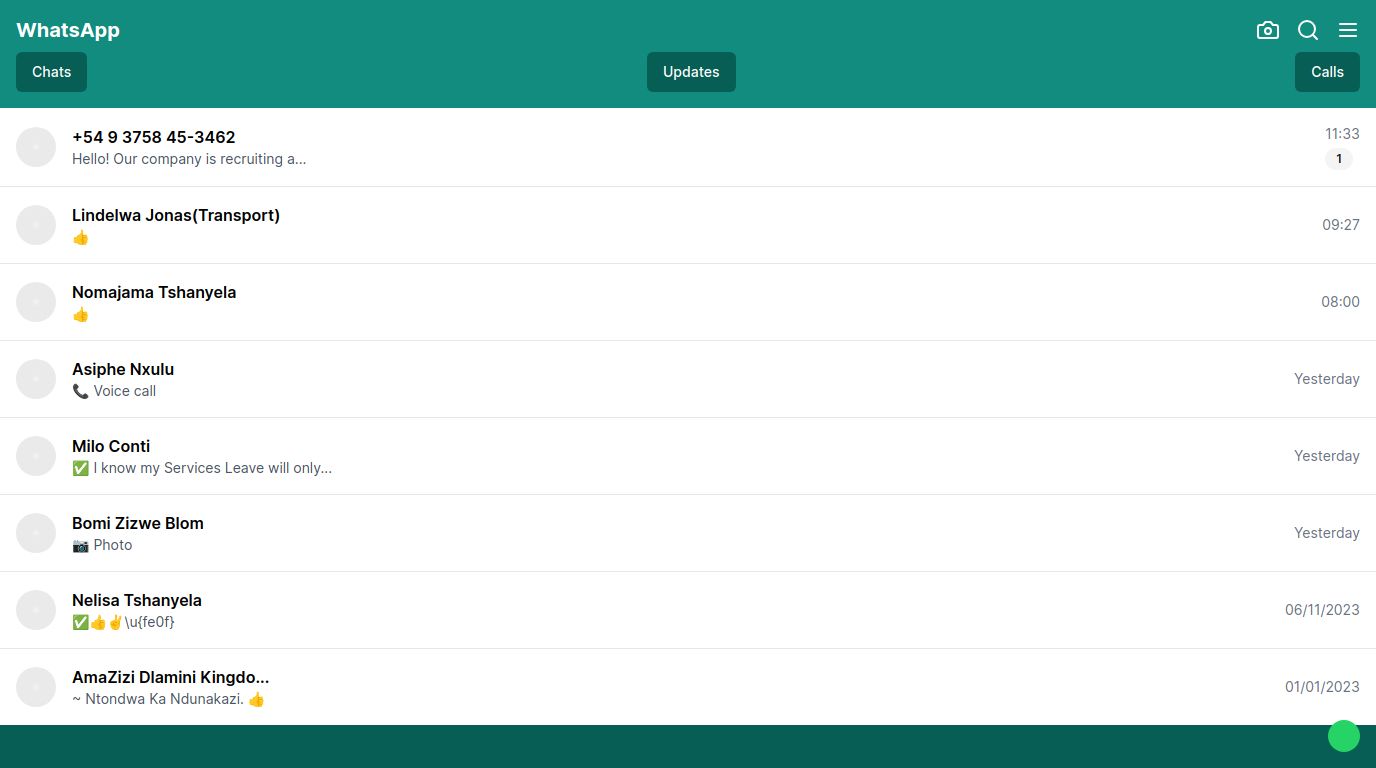 WhatsApp
Chats
Updates
Calls
+54 9 3758 45-3462
11:33
Hello! Our company is recruiting a...
1
Lindelwa Jonas(Transport)
👍
09:27
Nomajama Tshanyela
👍
08:00
Asiphe Nxulu
📞 Voice call
Yesterday
Milo Conti
✅ I know my Services Leave will only...
Yesterday
Bomi Zizwe Blom
📷 Photo
Yesterday
Nelisa Tshanyela
✅👍✌\u{fe0f}
06/11/2023
AmaZizi Dlamini Kingdo...
~ Ntondwa Ka Ndunakazi. 👍
01/01/2023